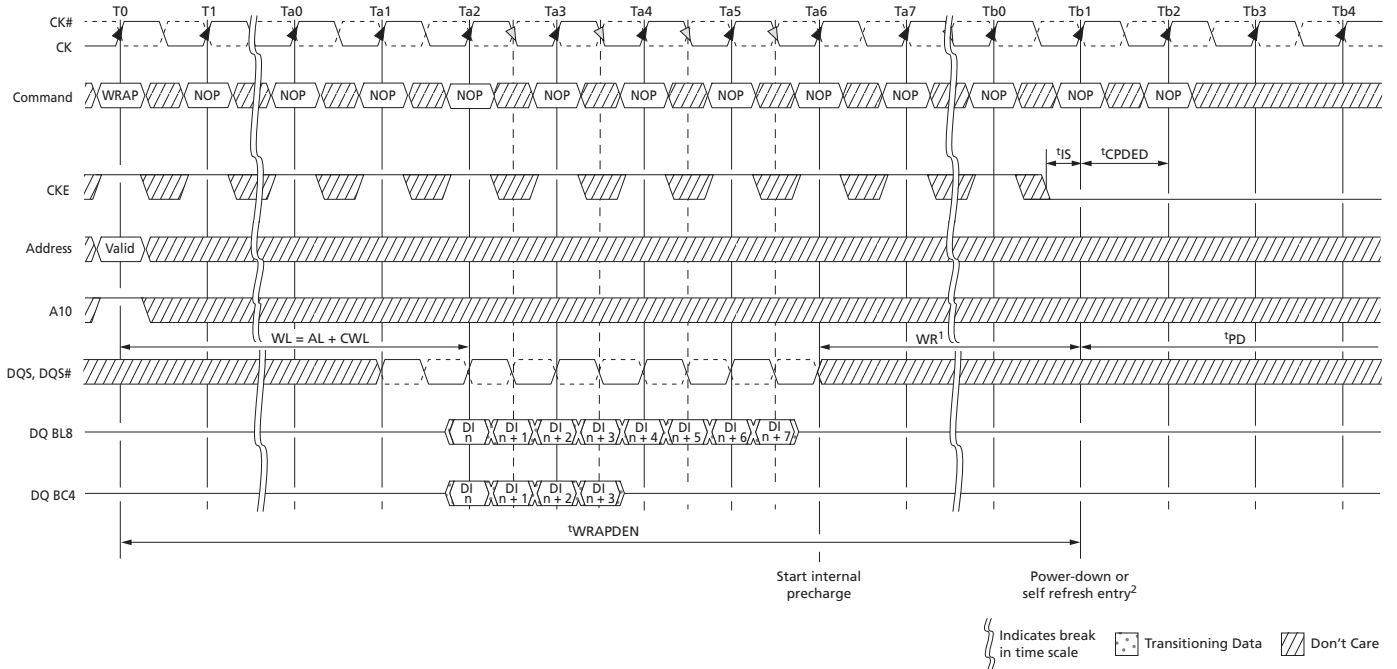 T0 T1 Ta0 Ta1 Ta2 Ta3 Ta4 Ta5 Ta6 Ta7 Tb0 Tb1 Tb2 Tb3 Tb4
CK#
CK
Command WRAP NOP NOP NOP NOP NOP NOP NOP NOP NOP NOP NOP NOP
tIS tCPDED
CKE
Address Valid
A10
WL = AL + CWL WR1 tPD
DQS, DQS#
DQ BL8 DI n DI n + 1 DI n + 2 DI n + 3 DI n + 4 DI n + 5 DI n + 6 DI n + 7
DQ BC4 DI n DI n + 1 DI n + 2 DI n + 3
tWRAPDEN
Start internal
precharge
Power-down or
self refresh entry2
Indicates break
in time scale
Transitioning Data
Don't Care